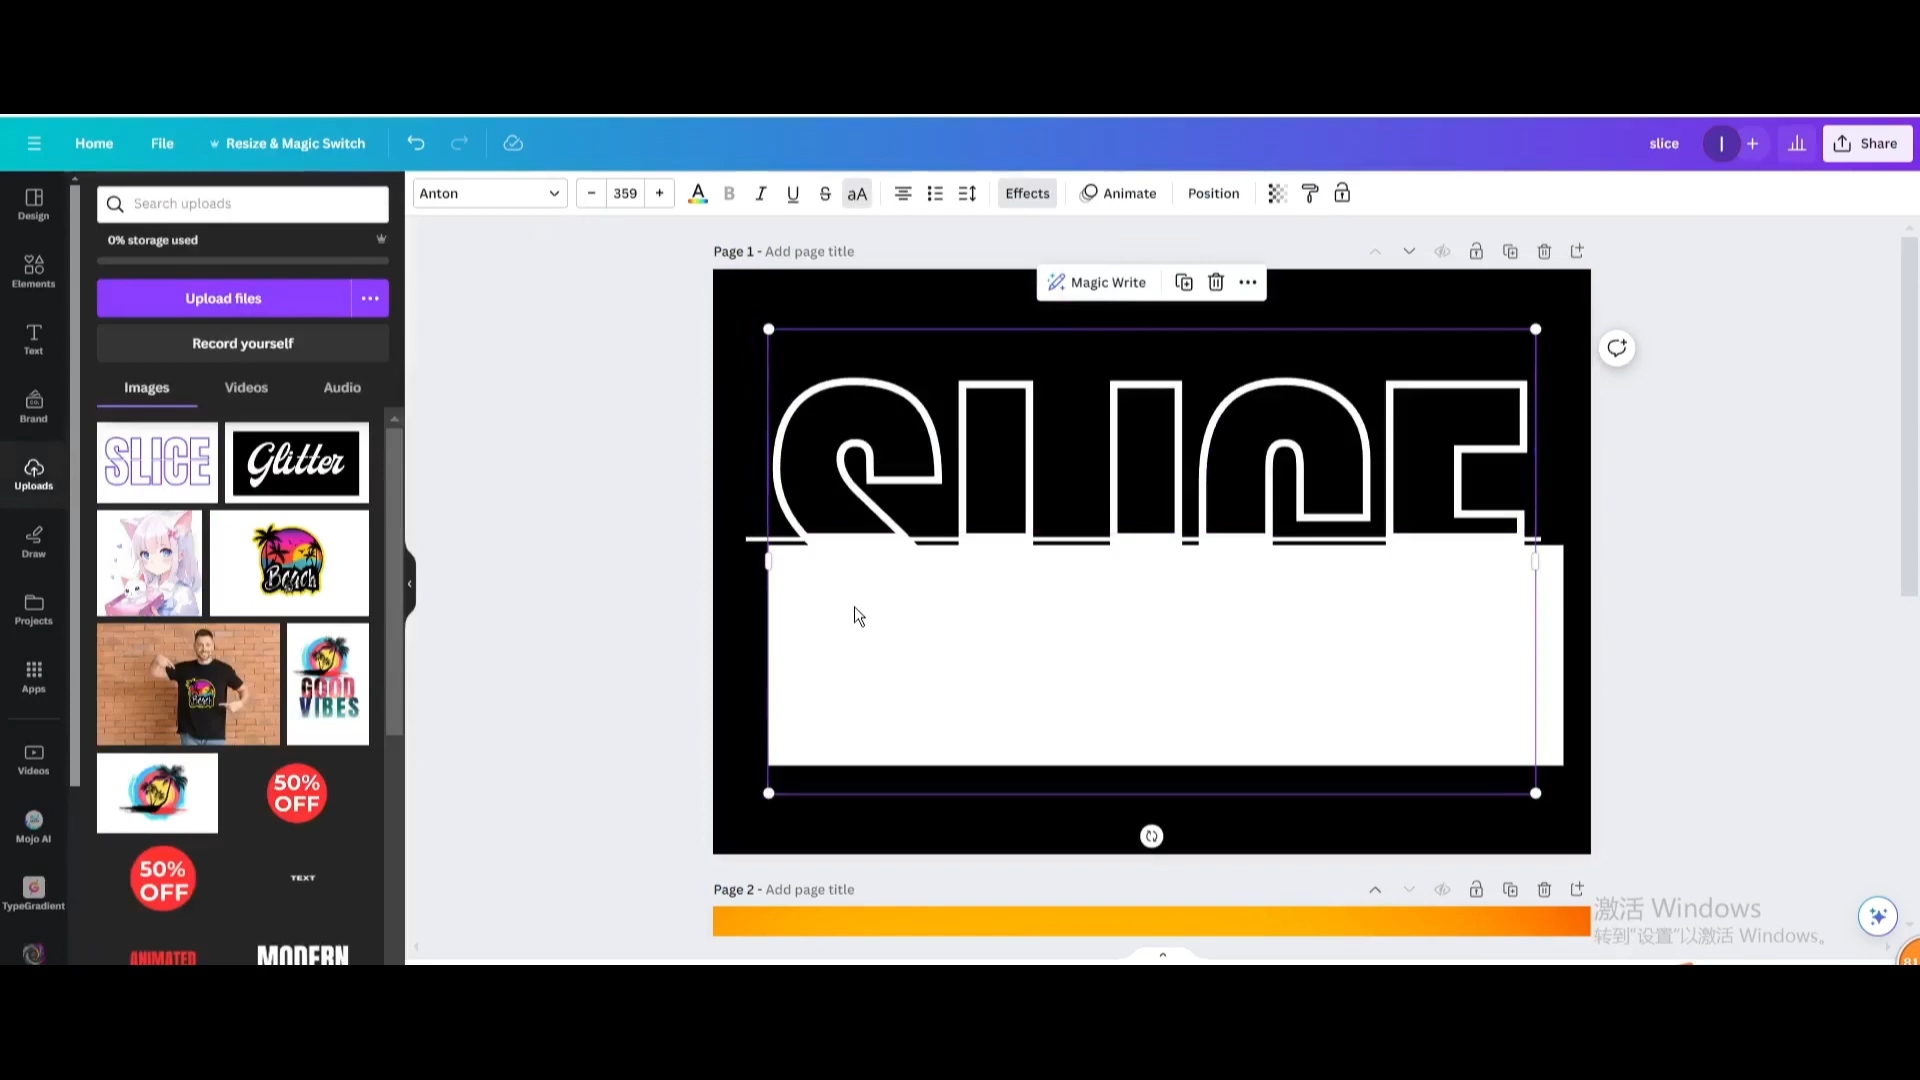 Home File Resize & Magic Switch slice I + Share
Anton − 359 + A B I U S aA Effects Animate Position
Design
Elements
Text
Brand
Uploads
Draw
Projects
Apps
Videos
Mojo AI
TypeGradient
Search uploads
0% storage used
Upload files
Record yourself
Images Videos Audio
SLICE
Glitter
Beach
GOOD
VIBES
50%
OFF
50%
OFF
TEXT
ANIMATED
MODERN
Page 1 - Add page title
Magic Write
SLICE
Page 2 - Add page title
激活 Windows
转到"设置"以激活 Windows。
81